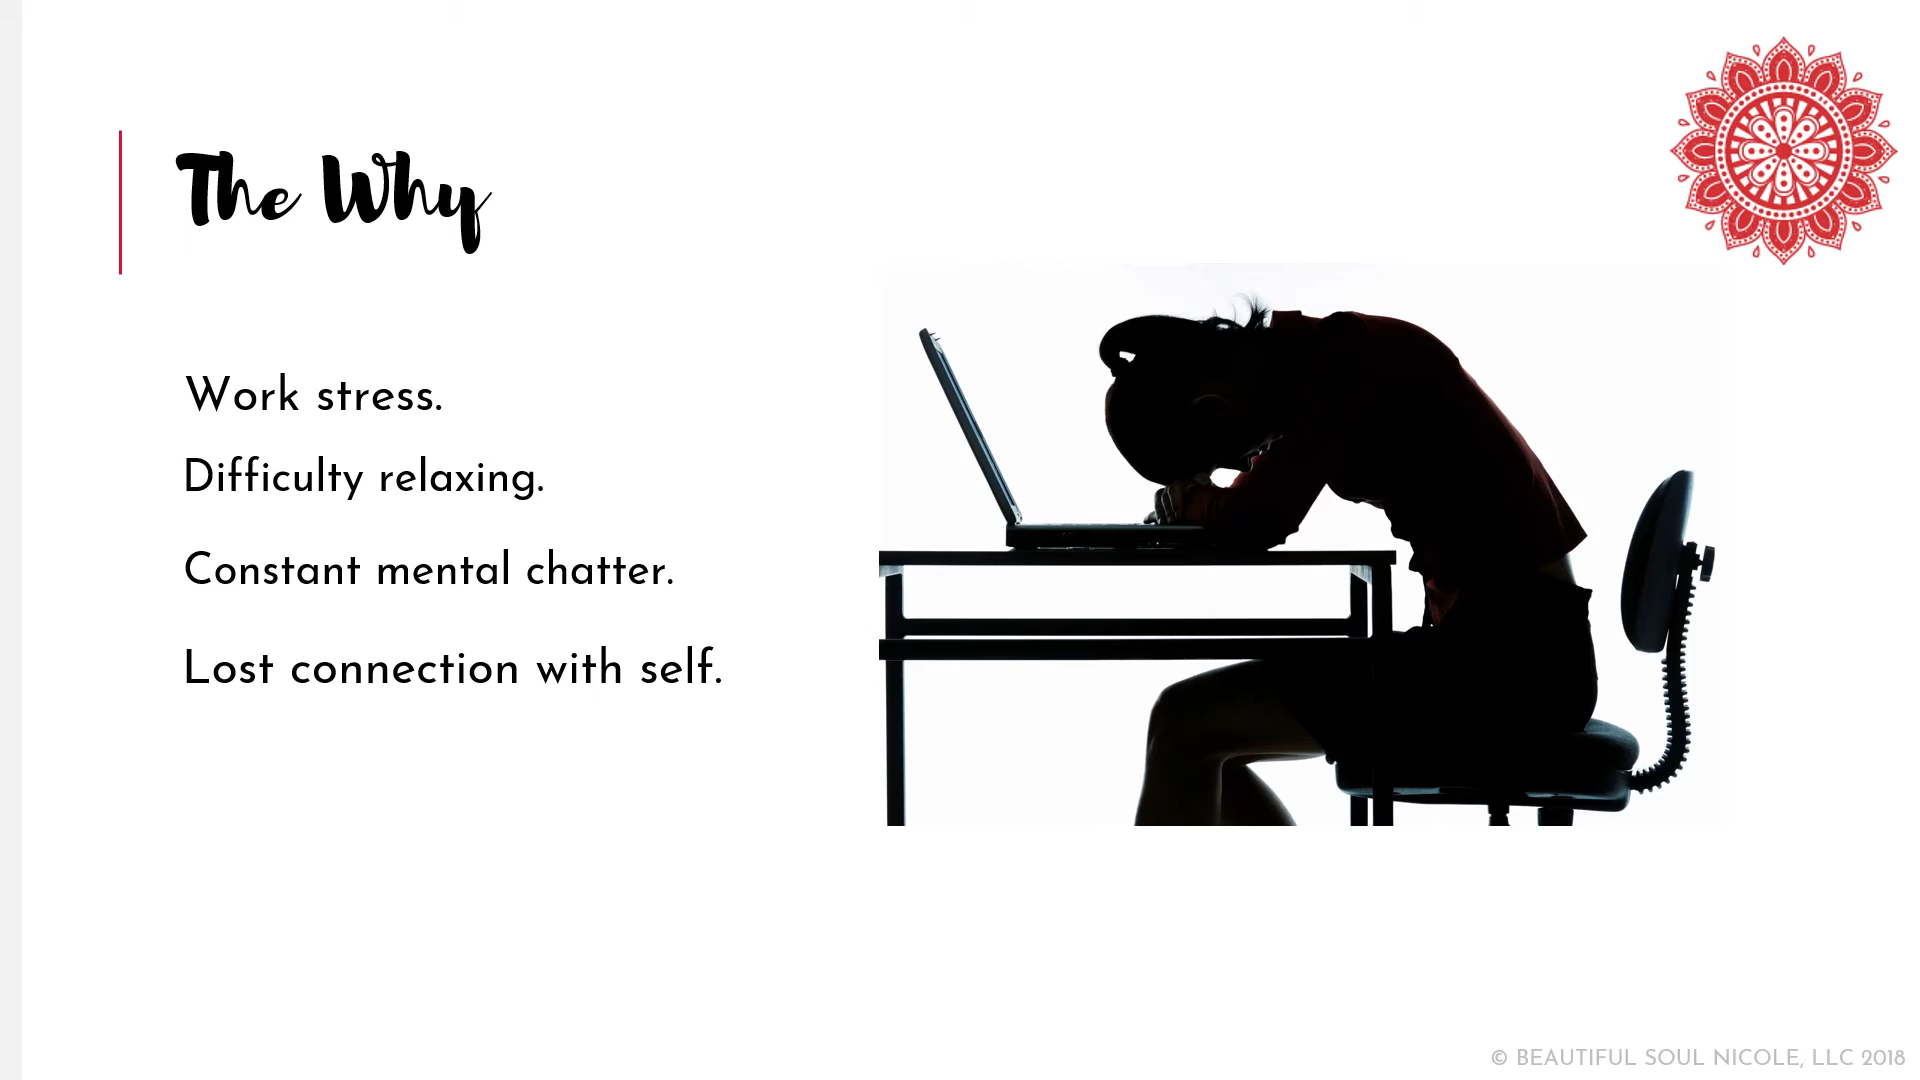 The Why
Work stress.
Difficulty relaxing.
Constant mental chatter.
Lost connection with self.
© BEAUTIFUL SOUL NICOLE, LLC 2018